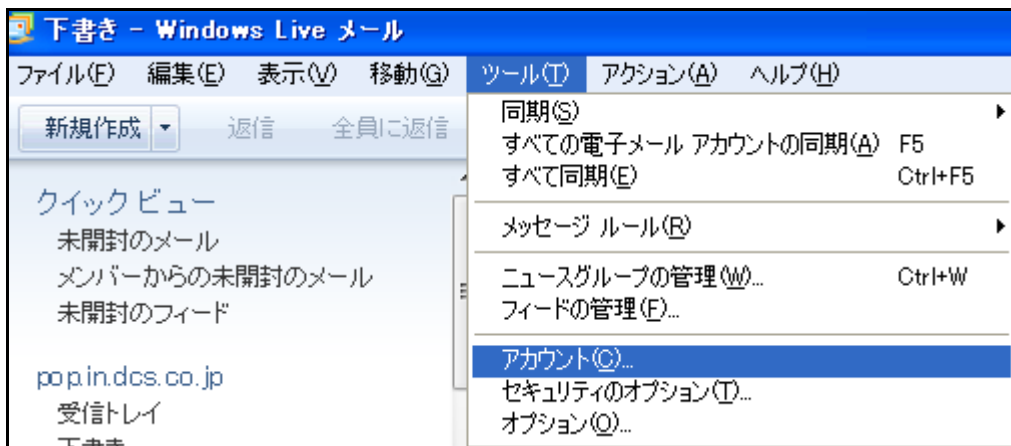 下書き - Windows Live メール
ファイル(F) 編集(E) 表示(V) 移動(G) ツール(T) アクション(A) ヘルプ(H)
新規作成 返信 全員に返信
同期(S)
すべての電子メール アカウントの同期(A) F5
すべて同期(E) Ctrl+F5
メッセージ ルール(R)
ニュースグループの管理(W)... Ctrl+W
フィードの管理(F)...
アカウント(C)...
セキュリティのオプション(T)...
オプション(O)...
クイック ビュー
未開封のメール
メンバーからの未開封のメール
未開封のフィード
pop.in.dcs.co.jp
受信トレイ
下書き